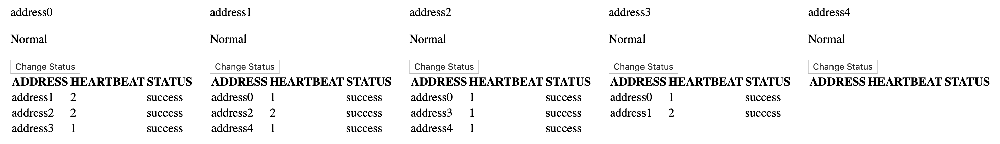 address0 address1 address2 address3 address4
Normal Normal Normal Normal Normal
Change Status Change Status Change Status Change Status Change Status
ADDRESS HEARTBEAT STATUS ADDRESS HEARTBEAT STATUS ADDRESS HEARTBEAT STATUS ADDRESS HEARTBEAT STATUS ADDRESS HEARTBEAT STATUS
address1 2 success address0 1 success address0 1 success address0 1 success
address2 2 success address2 2 success address3 1 success address1 2 success
address3 1 success address4 1 success address4 1 success